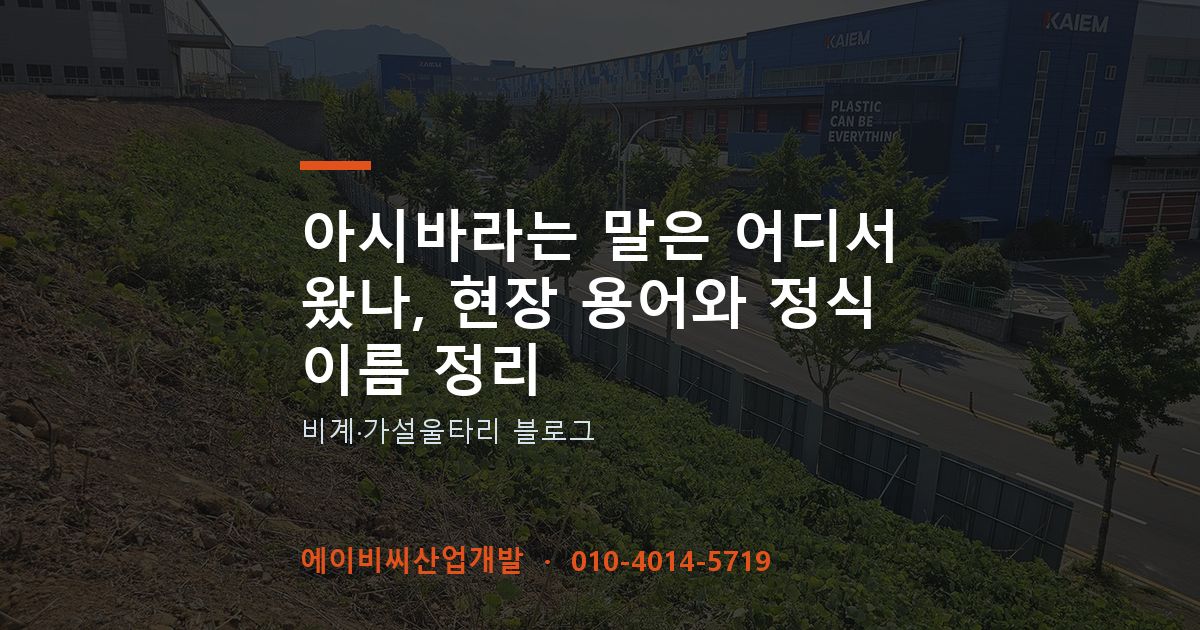 KAIEM
KAIEM
PLASTIC
CAN BE
EVERYTHING
아시바라는 말은 어디서
왔나, 현장 용어와 정식
이름 정리
비계·가설울타리 블로그
에이비씨산업개발 · 010-4014-5719